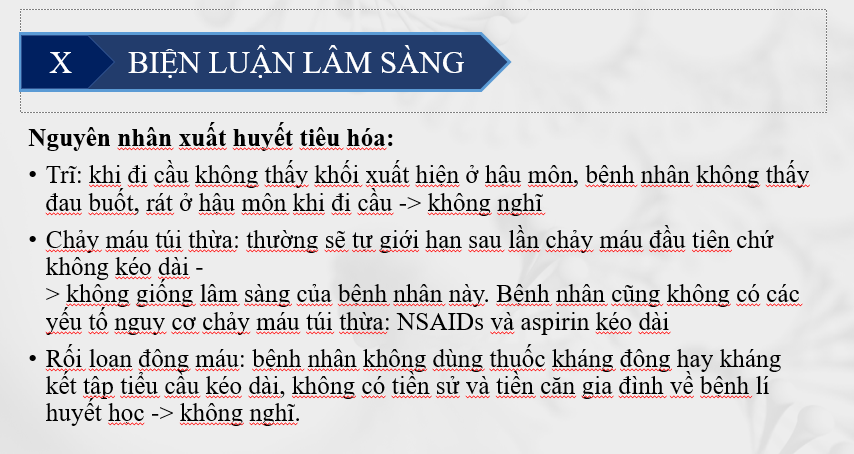 X BIỆN LUẬN LÂM SÀNG
Nguyên nhân xuất huyết tiêu hóa:
• Trĩ: khi đi cầu không thấy khối xuất hiện ở hậu môn, bệnh nhân không thấy
đau buốt, rát ở hậu môn khi đi cầu -> không nghĩ
• Chảy máu túi thừa: thường sẽ tư giới hạn sau lần chảy máu đầu tiên chứ
không kéo dài -
> không giống lâm sàng của bệnh nhân này. Bệnh nhân cũng không có các
yếu tố nguy cơ chảy máu túi thừa: NSAIDs và aspirin kéo dài
• Rối loạn đông máu: bệnh nhân không dùng thuốc kháng đông hay kháng
kết tập tiểu cầu kéo dài, không có tiền sử và tiền căn gia đình về bệnh lí
huyết học -> không nghĩ.